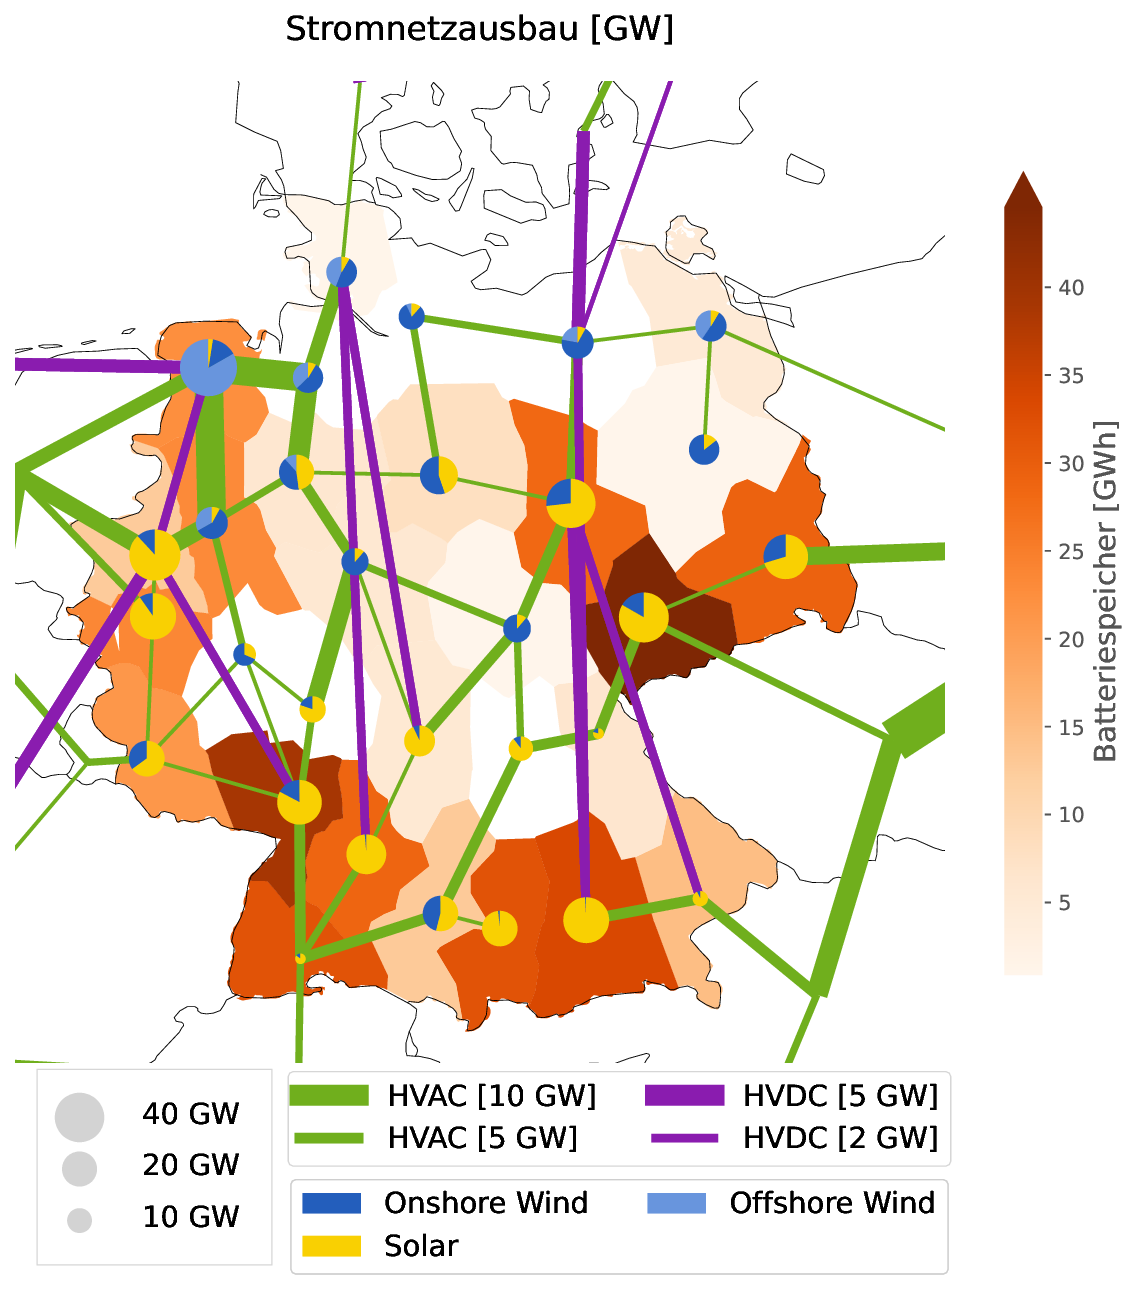 Stromnetzausbau [GW]
40
35
30
25
20
15
10
5
Batteriespeicher [GWh]
40 GW
20 GW
10 GW
HVAC [10 GW]
HVDC [5 GW]
HVAC [5 GW]
HVDC [2 GW]
Onshore Wind
Offshore Wind
Solar